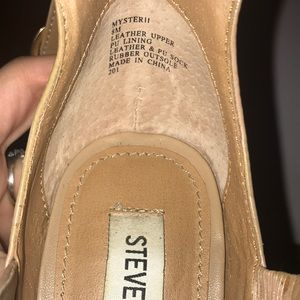 MYSTERII
8M
LEATHER UPPER
PU LINING
LEATHER & PU SOCK
RUBBER OUTSOLE
MADE IN CHINA
201
STEVE